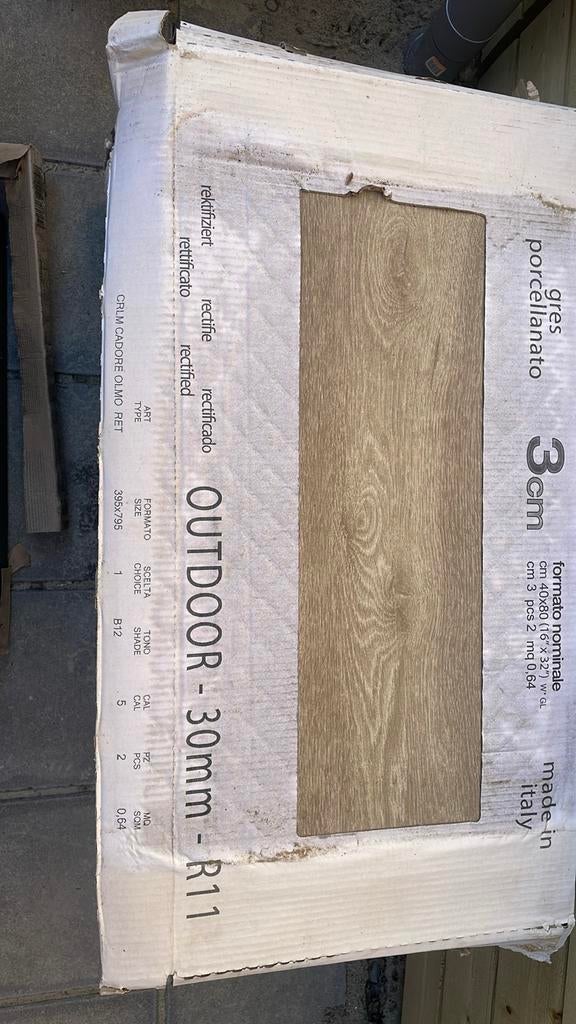 gres
porcellanato
3cm
formato nominale
cm 40x80 (16"x 32") W* GL
cm 3 pcs 2 mq 0,64
made in
italy
rektifiziert rectifie rectificado
rettificato rectified
OUTDOOR - 30mm - R11
ART FORMATO SCELTA TONO CAL PZ MQ
TYPE SIZE CHOICE SHADE CAL PCS SQM
CRLM CADORE OLMO RET 395x795 1 B12 5 2 0,64